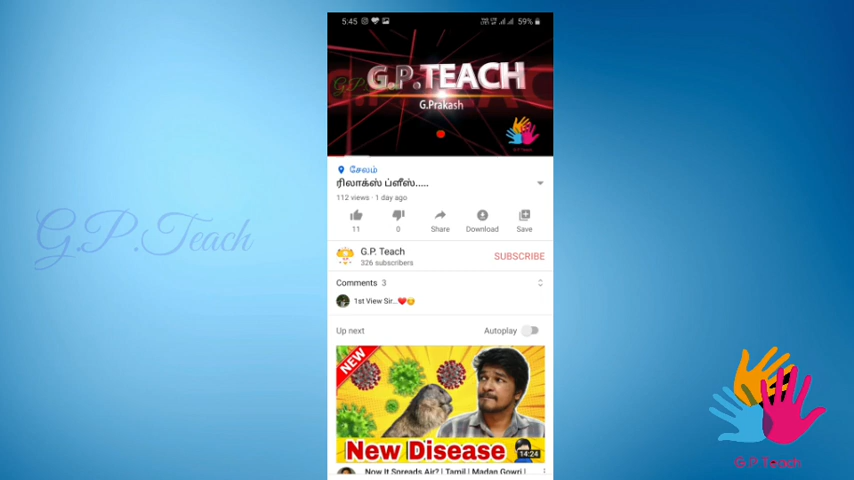 5:45
59%
G.P.TEACH
G.Prakash
சேலம்
ரிலாக்ஸ் ப்ளீஸ்.....
112 views · 1 day ago
11
0
Share
Download
Save
G.P. Teach
326 subscribers
SUBSCRIBE
Comments 3
1st View Sir...❤️😊
Up next
Autoplay
NEW
New Disease
14:24
Now It Spreads Air? | Tamil | Madan Gowri |
G.P.Teach
G.P. Teach